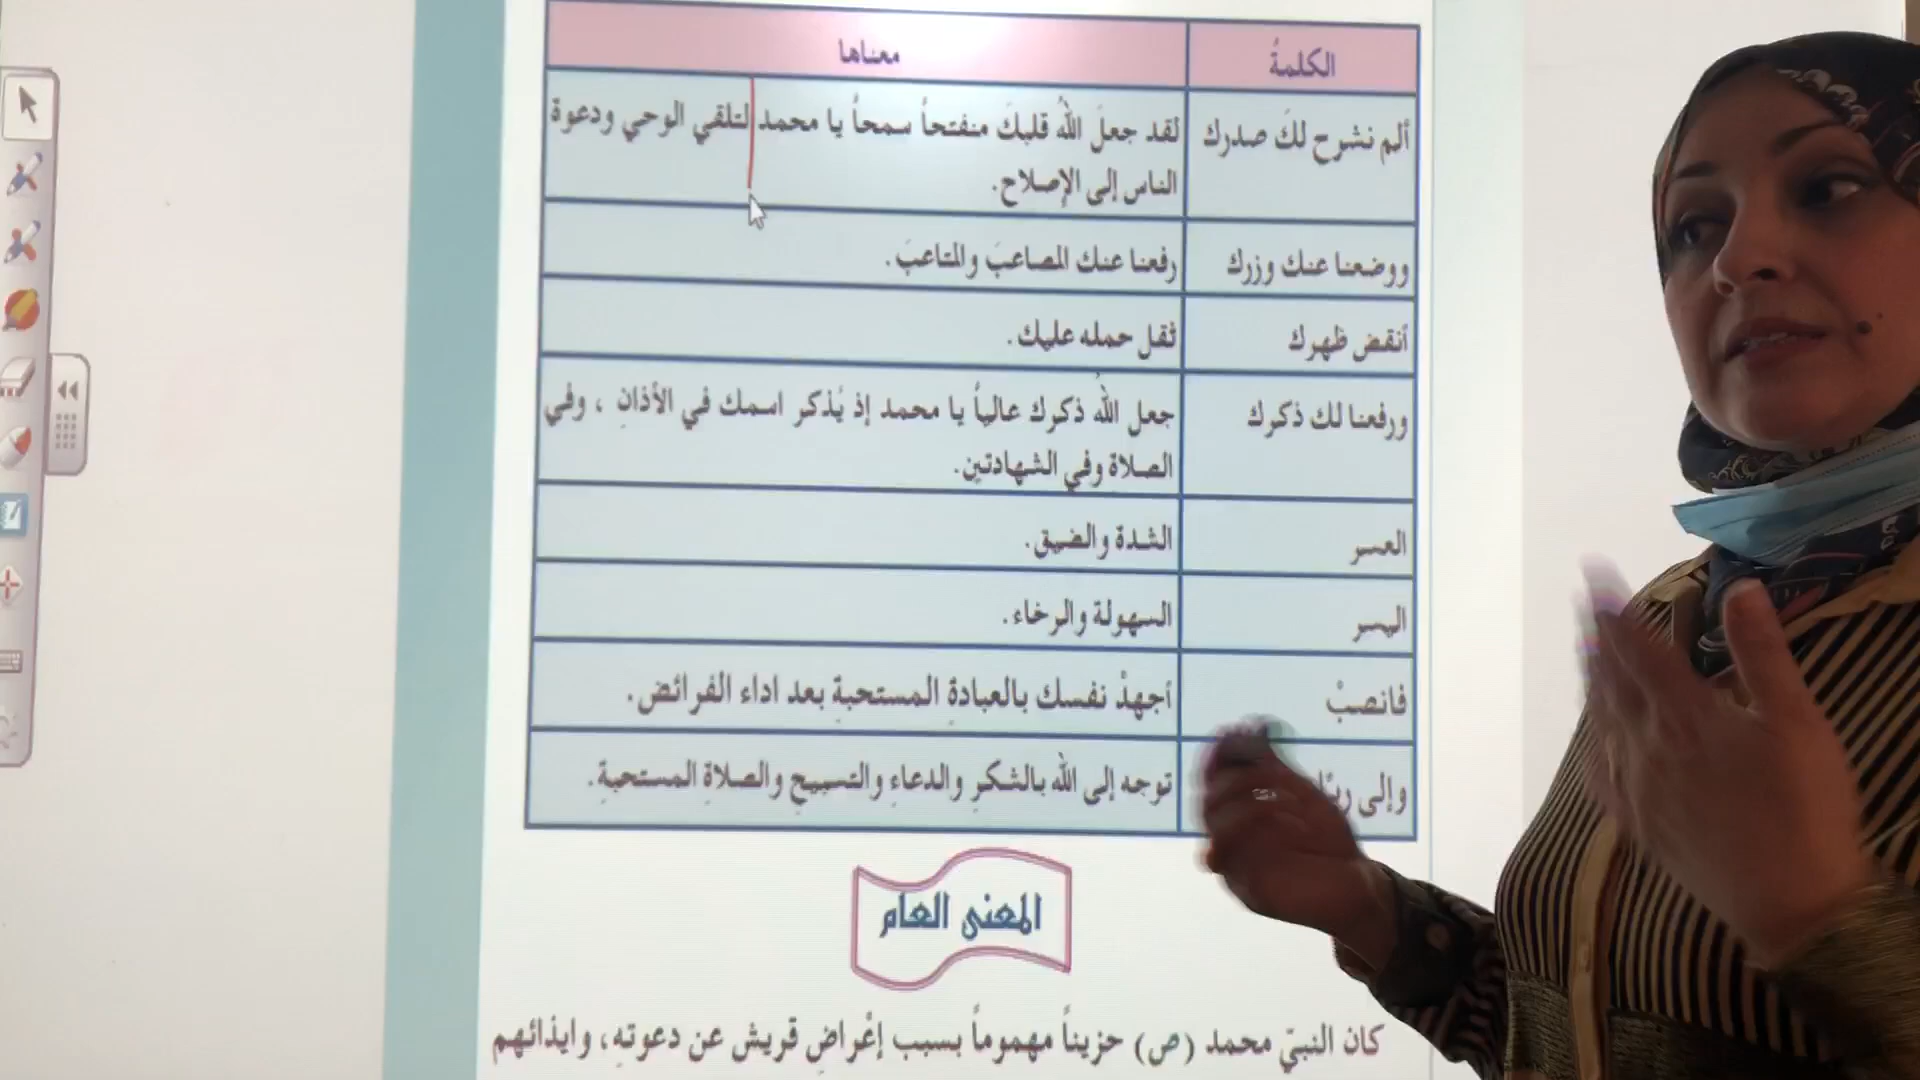 الكلمةُ معناها
ألم نشرح لكَ صدرك لقد جعلَ اللهُ قلبكَ منفتحاً سمحاً يا محمد لتلقي الوحي ودعوة
الناس إلى الإصلاح.
ووضعنا عنك وزرك رفعنا عنك المصاعبَ والمتاعبَ.
أنقض ظهرك ثقل حمله عليك.
ورفعنا لك ذكرك جعل اللهُ ذكرك عالياً يا محمد إذ يُذكر اسمك في الأذانِ ، وفي
الصلاة وفي الشهادتين.
العسر الشدة والضيق.
اليسر السهولة والرخاء.
فانصبْ أجهدْ نفسك بالعبادةِ المستحبةِ بعد اداء الفرائض.
وإلى توجه إلى الله بالشكرِ والدعاءِ والتسبيحِ والصلاةِ المستحبةِ.
المعنى العام
كان النبيّ محمد (ص) حزيناً مهموماً بسبب إعْراضِ قريش عن دعوتهِ، وايذائهم